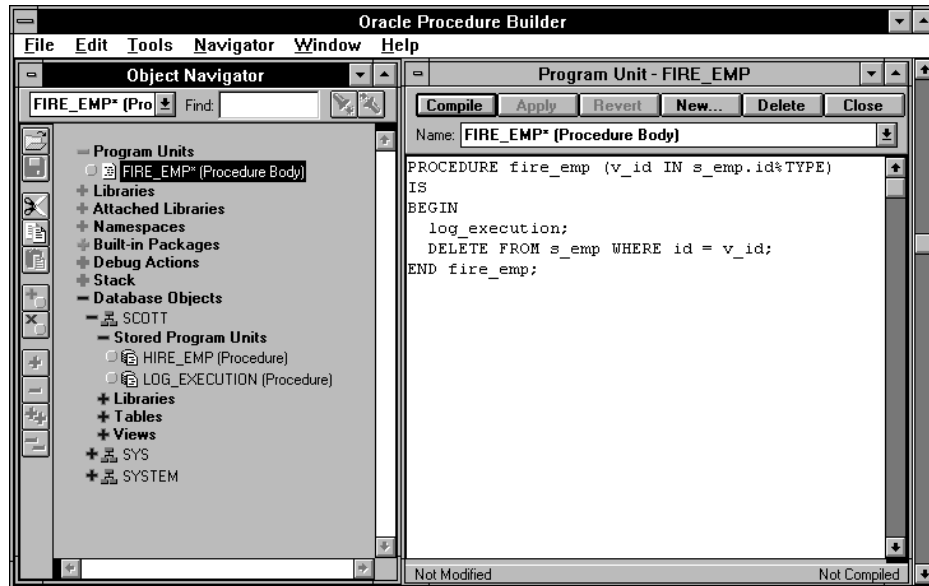 Oracle Procedure Builder
File Edit Tools Navigator Window Help
Object Navigator
FIRE_EMP* (Pro Find:
Program Units
FIRE_EMP* (Procedure Body)
Libraries
Attached Libraries
Namespaces
Built-in Packages
Debug Actions
Stack
Database Objects
SCOTT
Stored Program Units
HIRE_EMP (Procedure)
LOG_EXECUTION (Procedure)
Libraries
Tables
Views
SYS
SYSTEM
Program Unit - FIRE_EMP
Compile Apply Revert New... Delete Close
Name: FIRE_EMP* (Procedure Body)
PROCEDURE fire_emp (v_id IN s_emp.id%TYPE)
IS
BEGIN
log_execution;
DELETE FROM s_emp WHERE id = v_id;
END fire_emp;
Not Modified Not Compiled